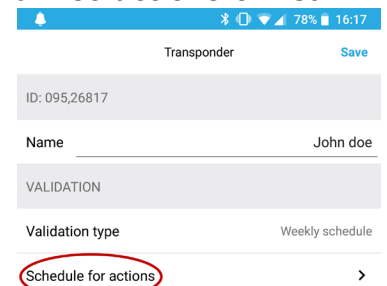 78% 16:17
Transponder Save
ID: 095,26817
Name John doe
VALIDATION
Validation type Weekly schedule
Schedule for actions